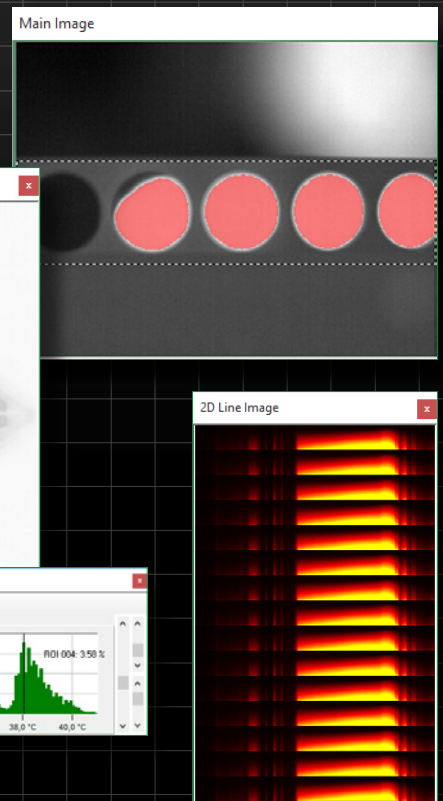 Main Image
x
x
2D Line Image
x
x
ROI 004: 3.58 %
38,0 °C 40,0 °C